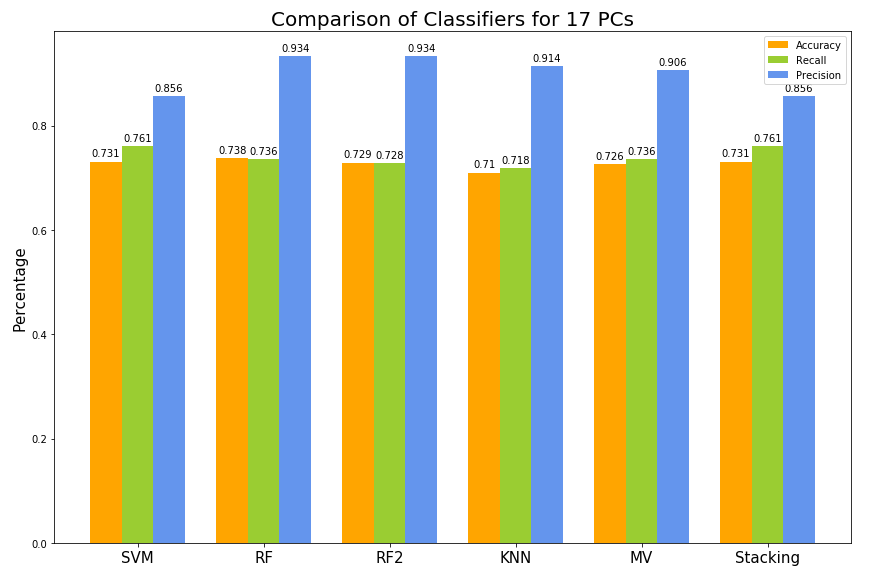 Comparison of Classifiers for 17 PCs
Accuracy
Recall
Precision
Percentage
0.8
0.6
0.4
0.2
0.0
0.731
0.761
0.856
0.738
0.736
0.934
0.729
0.728
0.934
0.71
0.718
0.914
0.726
0.736
0.906
0.731
0.761
0.856
SVM
RF
RF2
KNN
MV
Stacking